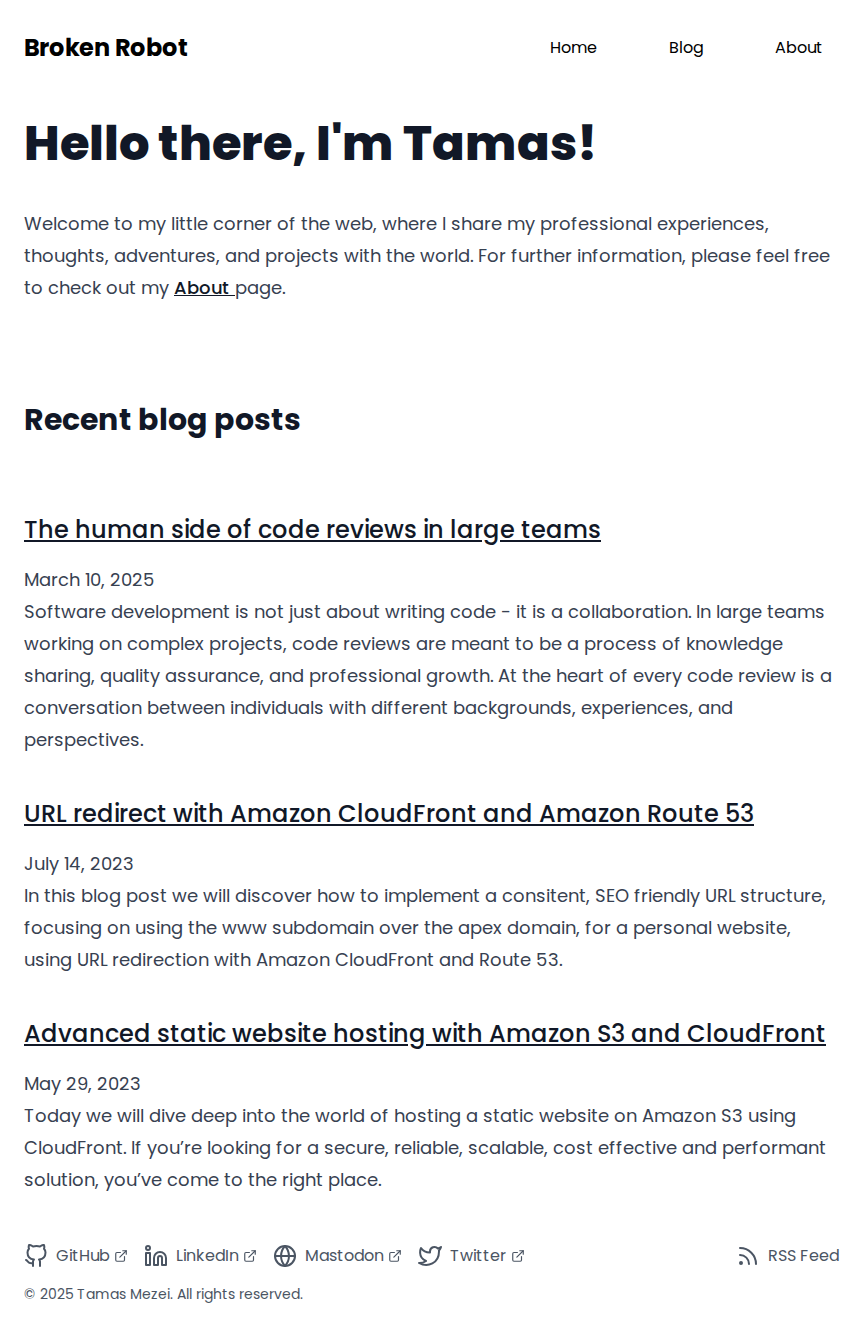 Broken Robot
Home
Blog
About
Hello there, I'm Tamas!
Welcome to my little corner of the web, where I share my professional experiences,
thoughts, adventures, and projects with the world. For further information, please feel free
to check out my About page.
Recent blog posts
The human side of code reviews in large teams
March 10, 2025
Software development is not just about writing code - it is a collaboration. In large teams
working on complex projects, code reviews are meant to be a process of knowledge
sharing, quality assurance, and professional growth. At the heart of every code review is a
conversation between individuals with different backgrounds, experiences, and
perspectives.
URL redirect with Amazon CloudFront and Amazon Route 53
July 14, 2023
In this blog post we will discover how to implement a consitent, SEO friendly URL structure,
focusing on using the www subdomain over the apex domain, for a personal website,
using URL redirection with Amazon CloudFront and Route 53.
Advanced static website hosting with Amazon S3 and CloudFront
May 29, 2023
Today we will dive deep into the world of hosting a static website on Amazon S3 using
CloudFront. If you’re looking for a secure, reliable, scalable, cost effective and performant
solution, you’ve come to the right place.
GitHub
LinkedIn
Mastodon
Twitter
RSS Feed
© 2025 Tamas Mezei. All rights reserved.